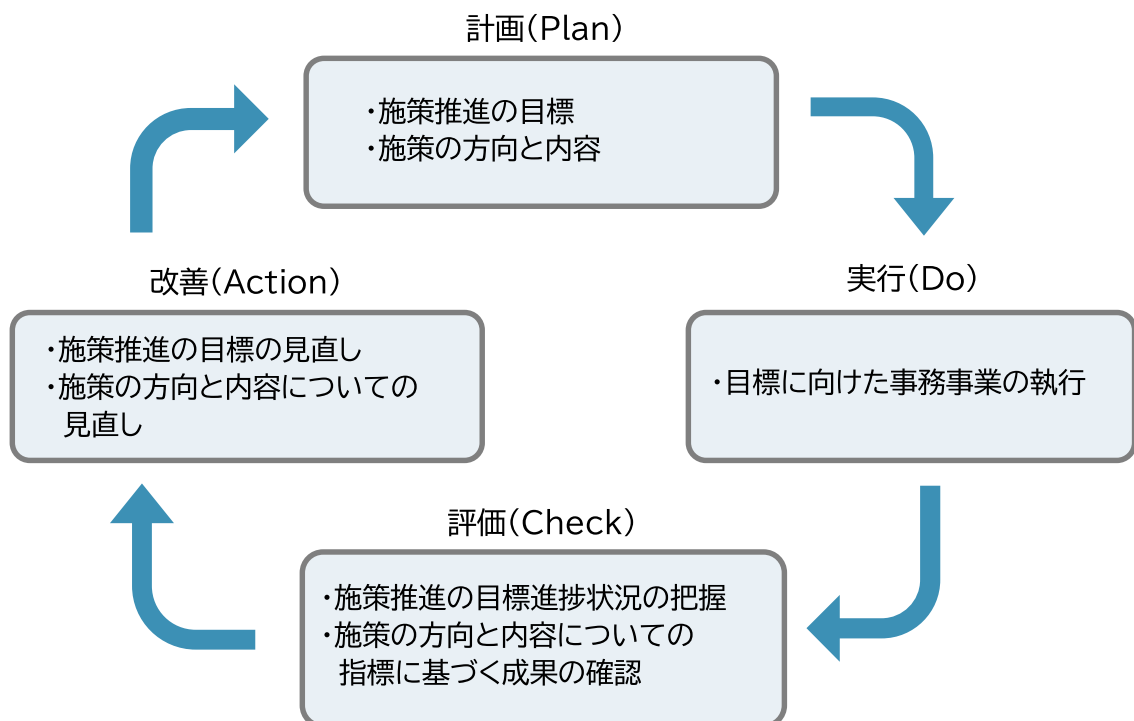 計画(Plan)
・施策推進の目標
・施策の方向と内容
実行(Do)
・目標に向けた事務事業の執行
評価(Check)
・施策推進の目標進捗状況の把握
・施策の方向と内容についての
指標に基づく成果の確認
改善(Action)
・施策推進の目標の見直し
・施策の方向と内容についての
見直し